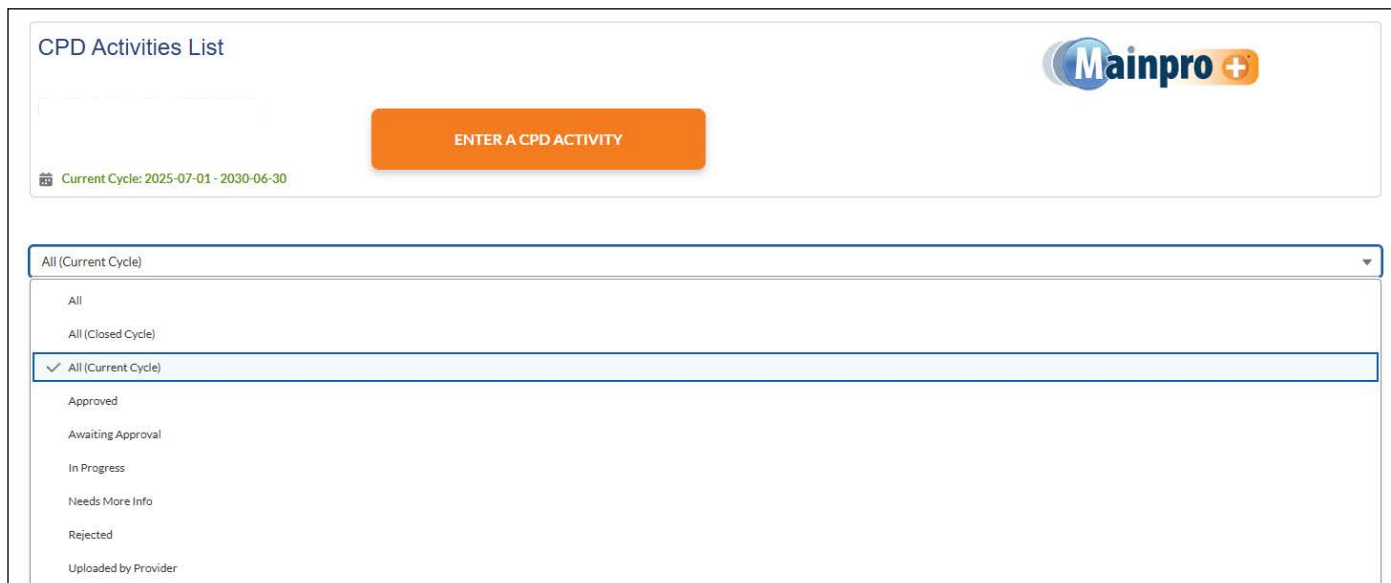 CPD Activities List
Mainpro+
ENTER A CPD ACTIVITY
Current Cycle: 2025-07-01 - 2030-06-30
All (Current Cycle)
All
All (Closed Cycle)
All (Current Cycle)
Approved
Awaiting Approval
In Progress
Needs More Info
Rejected
Uploaded by Provider